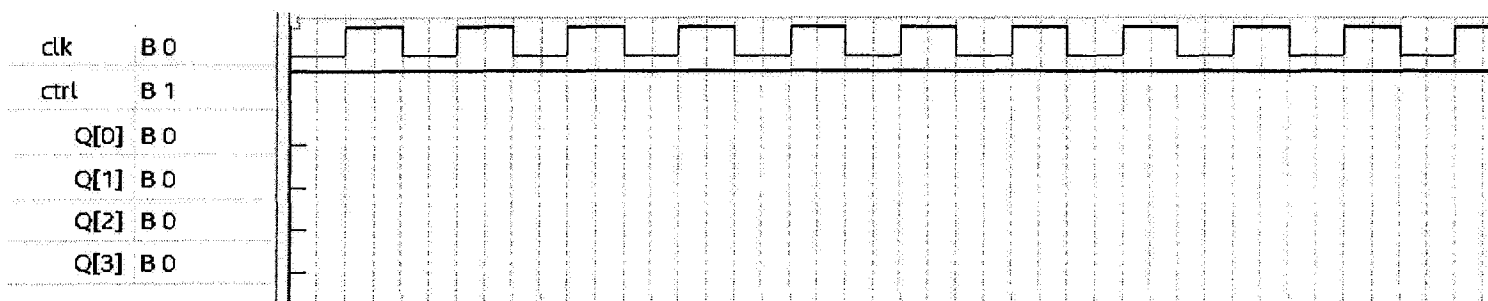 clk B 0
ctrl B 1
Q[0] B 0
Q[1] B 0
Q[2] B 0
Q[3] B 0